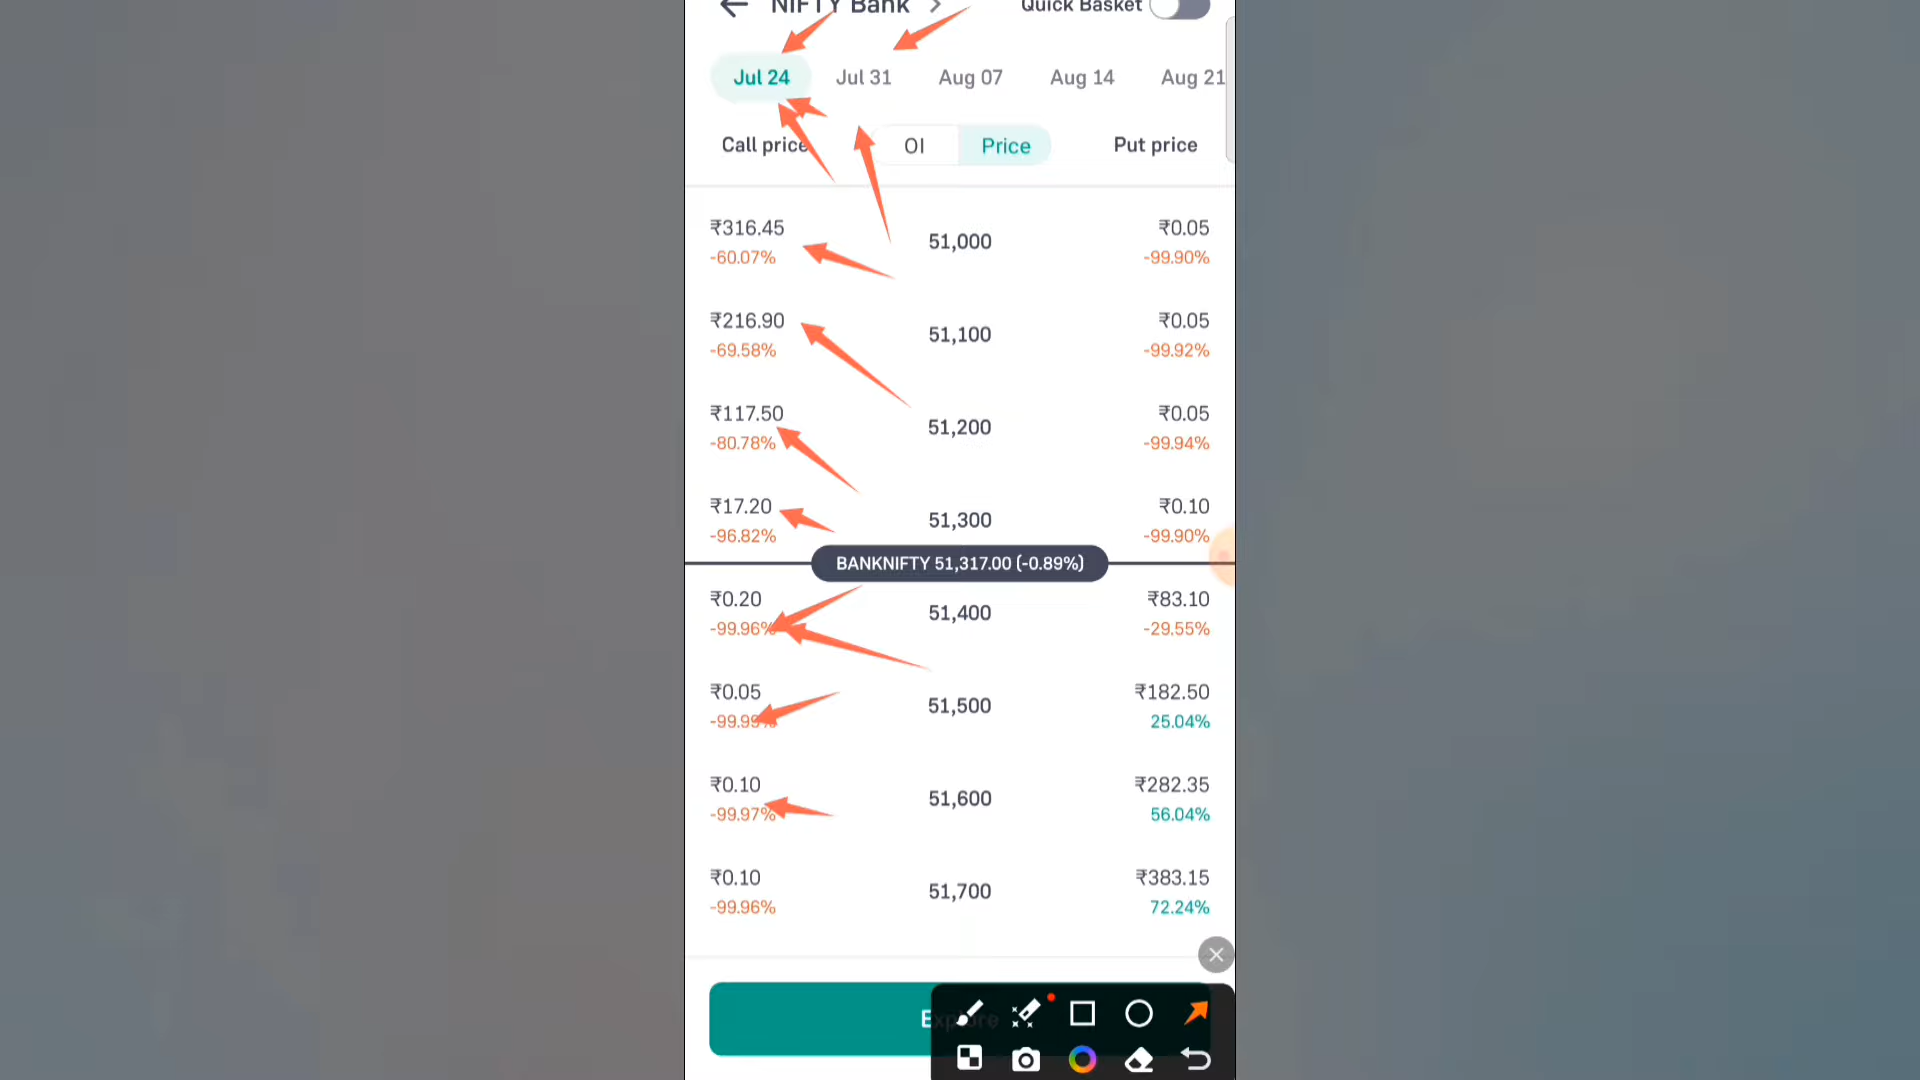 NIFTY Bank Quick Basket
Jul 24 Jul 31 Aug 07 Aug 14 Aug 21
Call price OI Price Put price
₹316.45 51,000 ₹0.05
-60.07% -99.90%
₹216.90 51,100 ₹0.05
-69.58% -99.92%
₹117.50 51,200 ₹0.05
-80.78% -99.94%
₹17.20 51,300 ₹0.10
-96.82% -99.90%
BANKNIFTY 51,317.00 (-0.89%)
₹0.20 51,400 ₹83.10
-99.96% -29.55%
₹0.05 51,500 ₹182.50
-99.99% 25.04%
₹0.10 51,600 ₹282.35
-99.97% 56.04%
₹0.10 51,700 ₹383.15
-99.96% 72.24%
Explore